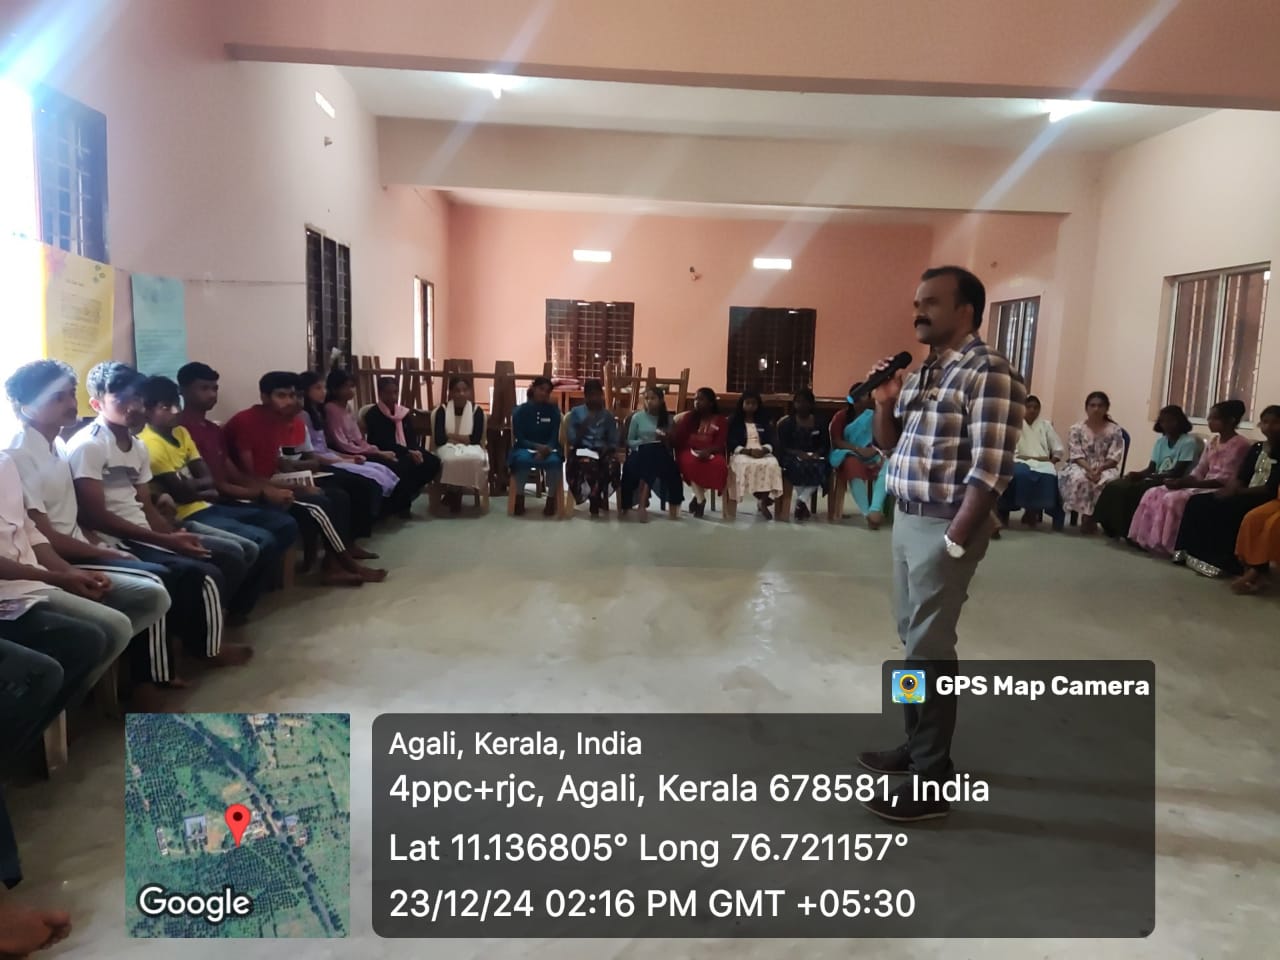 GPS Map Camera
Agali, Kerala, India
4ppc+rjc, Agali, Kerala 678581, India
Lat 11.136805° Long 76.721157°
23/12/24 02:16 PM GMT +05:30
Google